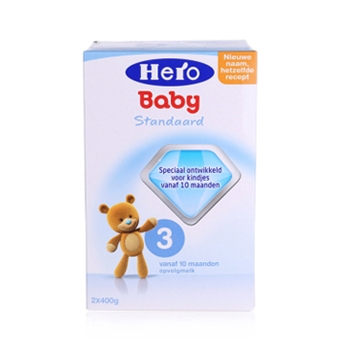 Nieuwe
naam,
hetzelfde
recept
Hero
Baby
Standaard
Speciaal ontwikkeld
voor kindjes
vanaf 10 maanden
3
vanaf 10 maanden
opvolgmelk
2x400g